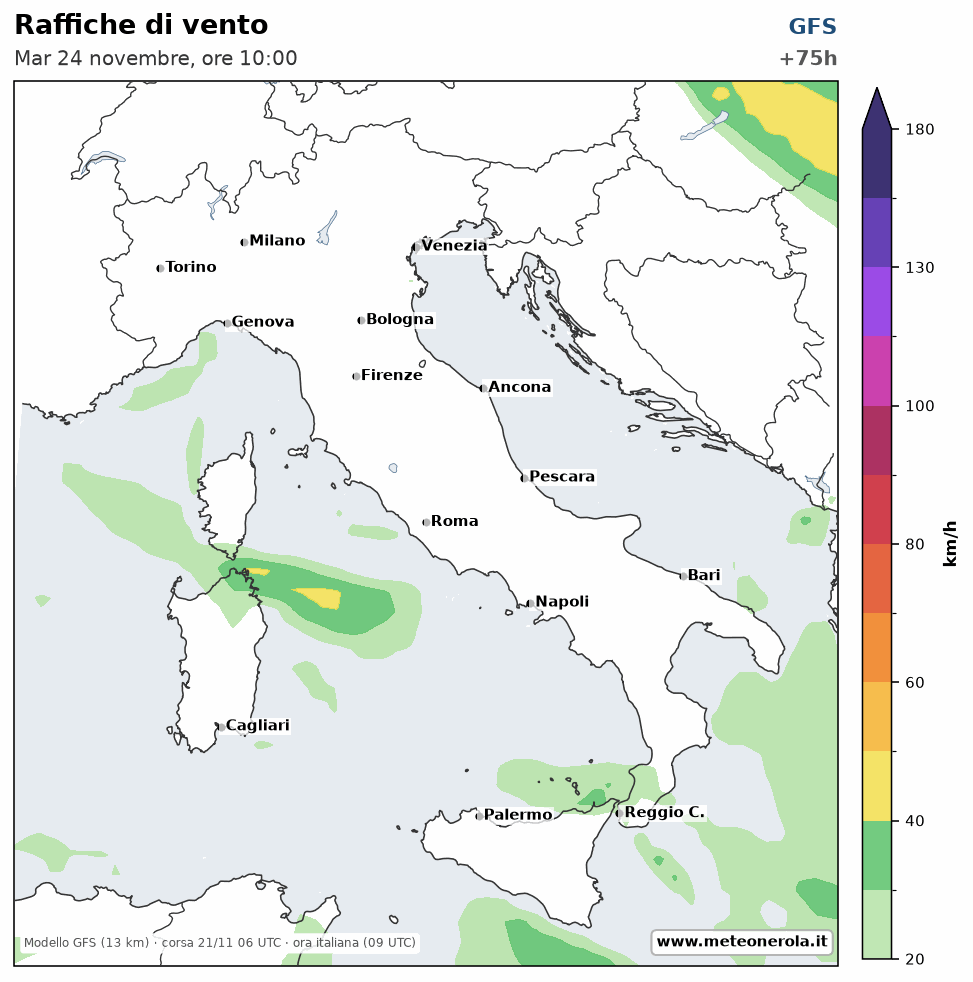 Raffiche di vento
GFS
Mar 24 novembre, ore 10:00
+75h
180
Milano
Venezia
Torino
130
Genova
Bologna
Firenze
Ancona
100
Pescara
Roma
km/h
80
Bari
Napoli
60
Cagliari
Palermo
Reggio C.
40
Modello GFS (13 km) · corsa 21/11 06 UTC · ora italiana (09 UTC)
www.meteonerola.it
20